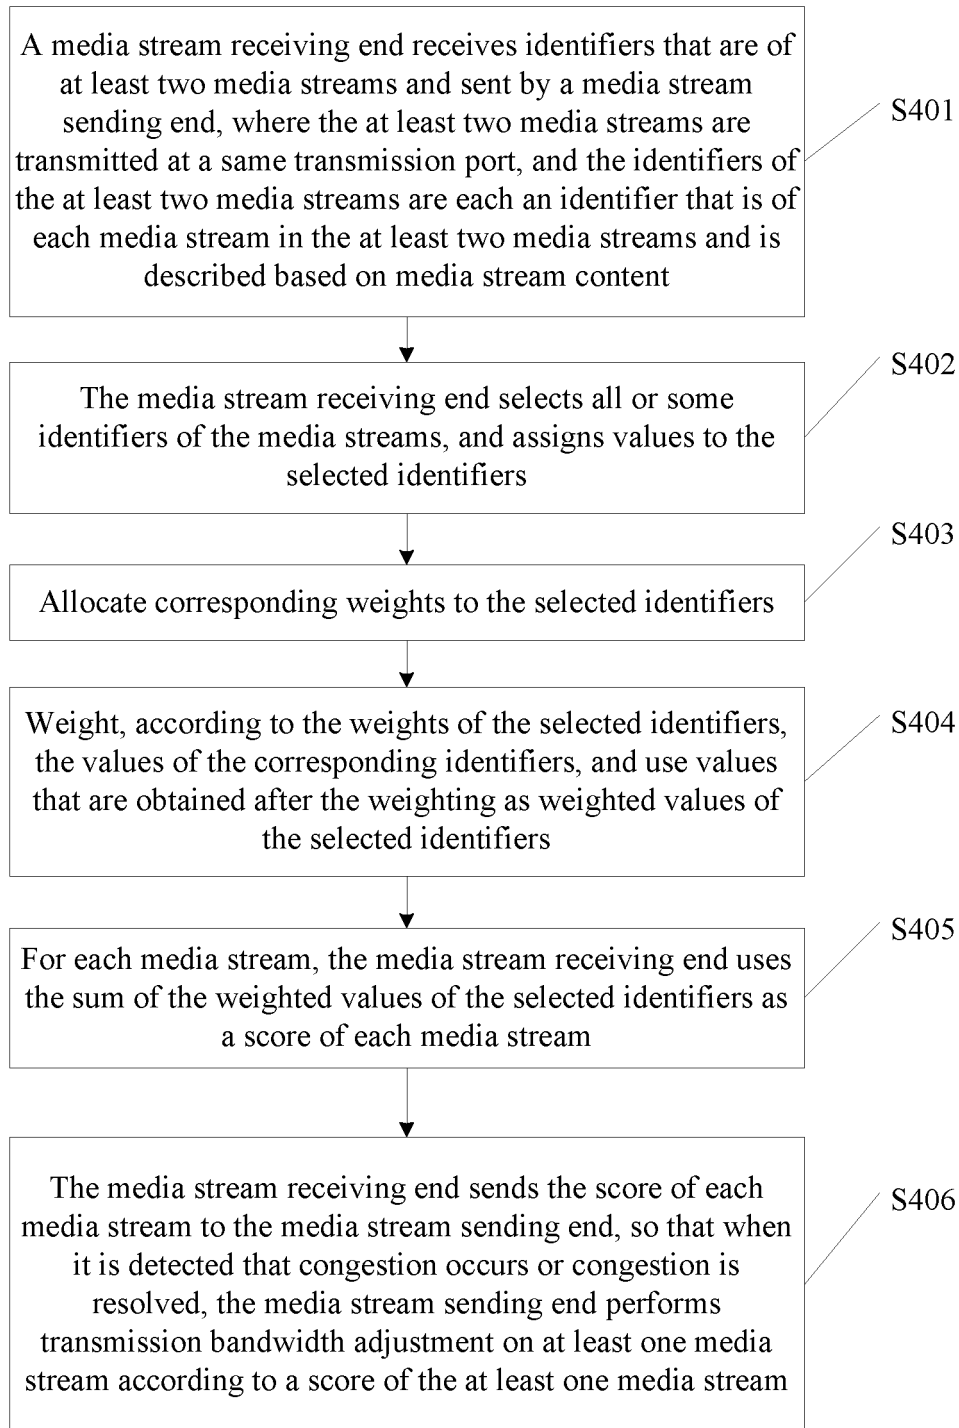 A media stream receiving end receives identifiers that are of
at least two media streams and sent by a media stream
sending end, where the at least two media streams are
transmitted at a same transmission port, and the identifiers of
the at least two media streams are each an identifier that is of
each media stream in the at least two media streams and is
described based on media stream content
S401
The media stream receiving end selects all or some
identifiers of the media streams, and assigns values to the
selected identifiers
S402
Allocate corresponding weights to the selected identifiers
S403
Weight, according to the weights of the selected identifiers,
the values of the corresponding identifiers, and use values
that are obtained after the weighting as weighted values of
the selected identifiers
S404
For each media stream, the media stream receiving end uses
the sum of the weighted values of the selected identifiers as
a score of each media stream
S405
The media stream receiving end sends the score of each
media stream to the media stream sending end, so that when
it is detected that congestion occurs or congestion is
resolved, the media stream sending end performs
transmission bandwidth adjustment on at least one media
stream according to a score of the at least one media stream
S406